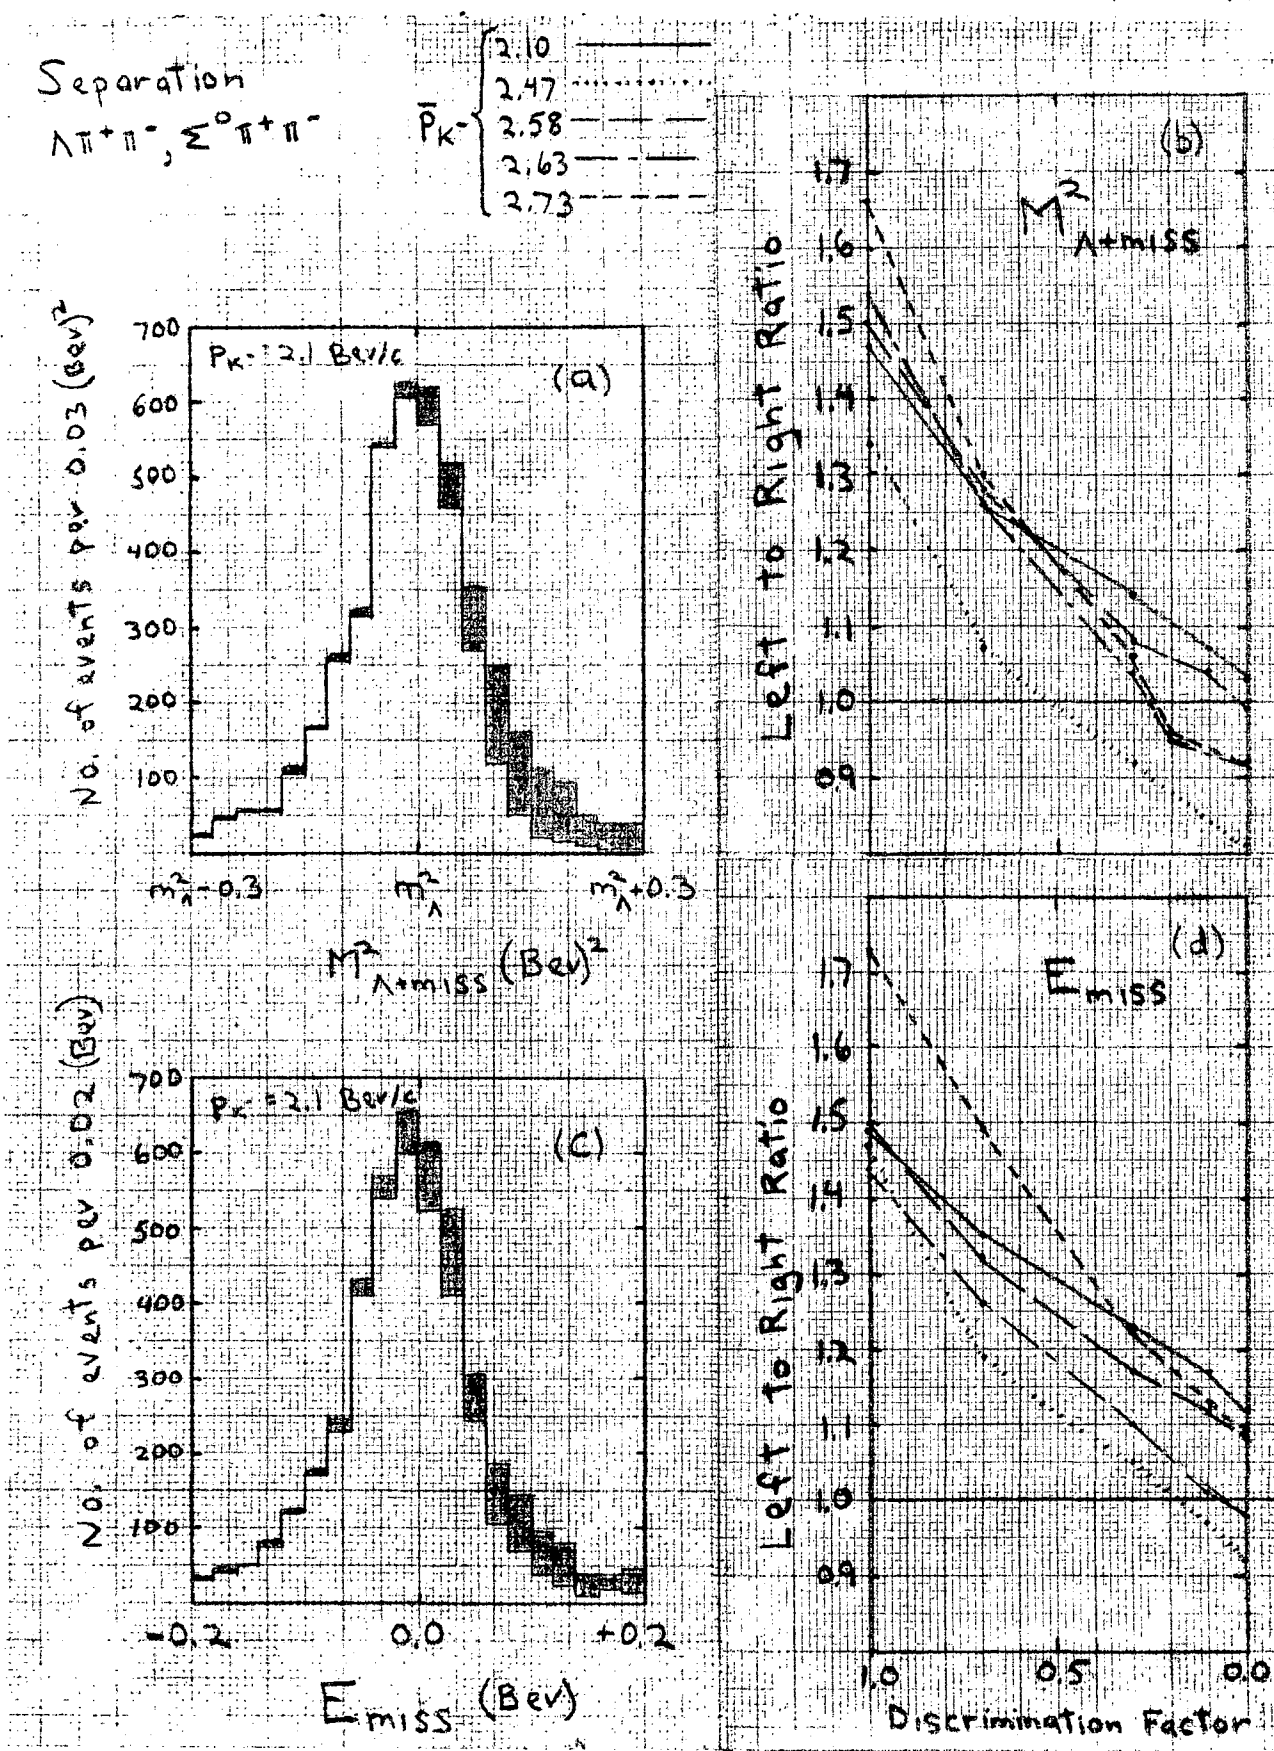 Separation
Λπ⁺π⁻, Σ⁰π⁺π⁻
P̄K⁻
2.10
2.47
2.58
2.63
2.73
No. of events per 0.03 (Bev)²
700
600
500
400
300
200
100
PK⁻ = 2.1 Bev/c
(a)
m²Λ-0.3
m²Λ
m²Λ+0.3
M²Λ+miss (Bev)²
Left to Right Ratio
1.7
1.6
1.5
1.4
1.3
1.2
1.1
1.0
0.9
(b)
M²Λ+miss
No. of events per 0.02 (Bev)
700
600
500
400
300
200
100
PK⁻ = 2.1 Bev/c
(c)
-0.2
0.0
+0.2
Emiss (Bev)
Left to Right Ratio
1.7
1.6
1.5
1.4
1.3
1.2
1.1
1.0
0.9
(d)
Emiss
1.0
0.5
0.0
Discrimination Factor